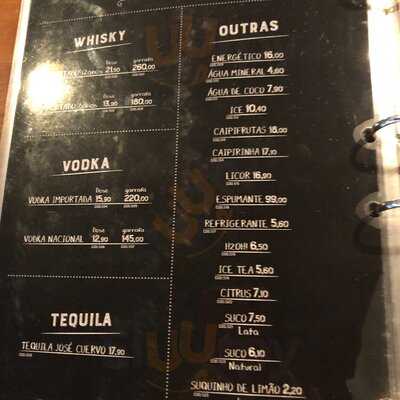 WHISKY
Dose garrafa
12 anos 21,50 260,00
8 anos 13,90 180,00
VODKA
Dose garrafa
VODKA IMPORTADA 15,90 220,00
Dose garrafa
VODKA NACIONAL 12,90 145,00
TEQUILA
TEQUILA JOSÉ CUERVO 17,90
OUTRAS
ENERGÉTICO 16,00
ÁGUA MINERAL 4,60
ÁGUA DE COCO 7,90
ICE 10,40
CAIPIFRUTAS 18,00
CAIPIRINHA 17,10
LICOR 16,90
ESPUMANTE 99,00
REFRIGERANTE 5,60
H2OH! 6,50
ICE TEA 5,60
CITRUS 7,10
SUCO 7,50
Lata
SUCO 6,10
Natural
SUQUINHO DE LIMÃO 2,20